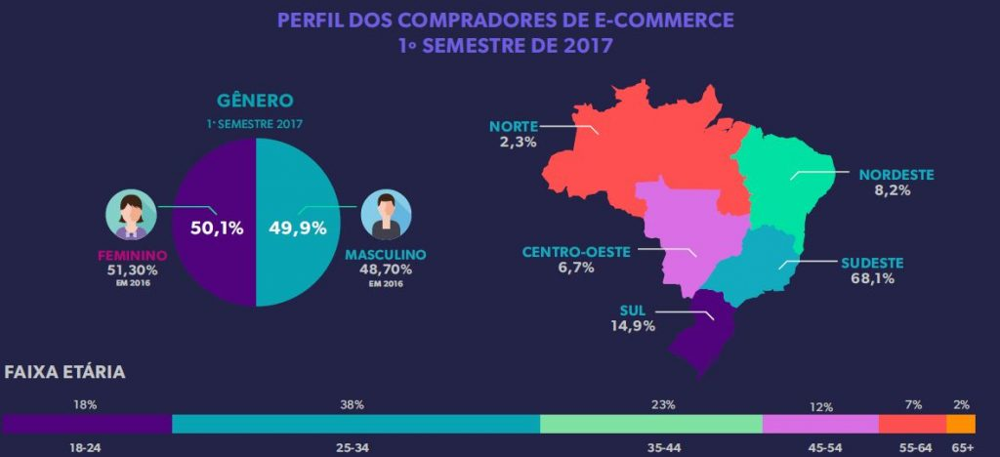 PERFIL DOS COMPRADORES DE E-COMMERCE
1º SEMESTRE DE 2017
GÊNERO
1º SEMESTRE 2017
50,1%
49,9%
FEMININO
51,30%
EM 2016
MASCULINO
48,70%
EM 2016
NORTE
2,3%
NORDESTE
8,2%
CENTRO-OESTE
6,7%
SUDESTE
68,1%
SUL
14,9%
FAIXA ETÁRIA
18% 38% 23% 12% 7% 2%
18-24 25-34 35-44 45-54 55-64 65+